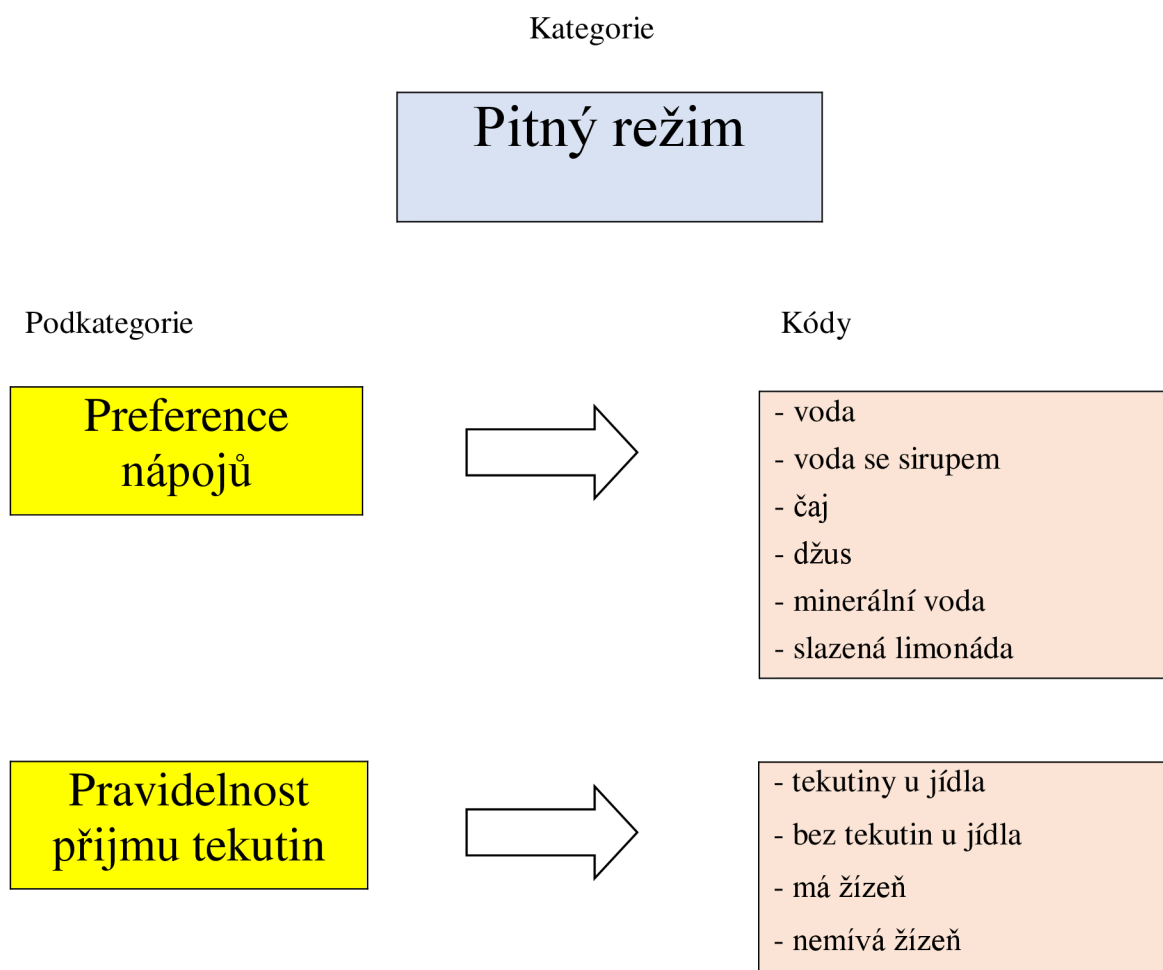 Kategorie
Pitný režim
Podkategorie
Kódy
Preference
nápojů
- voda
- voda se sirupem
- čaj
- džus
- minerální voda
- slazená limonáda
Pravidelnost
přijmu tekutin
- tekutiny u jídla
- bez tekutin u jídla
- má žízeň
- nemívá žízeň